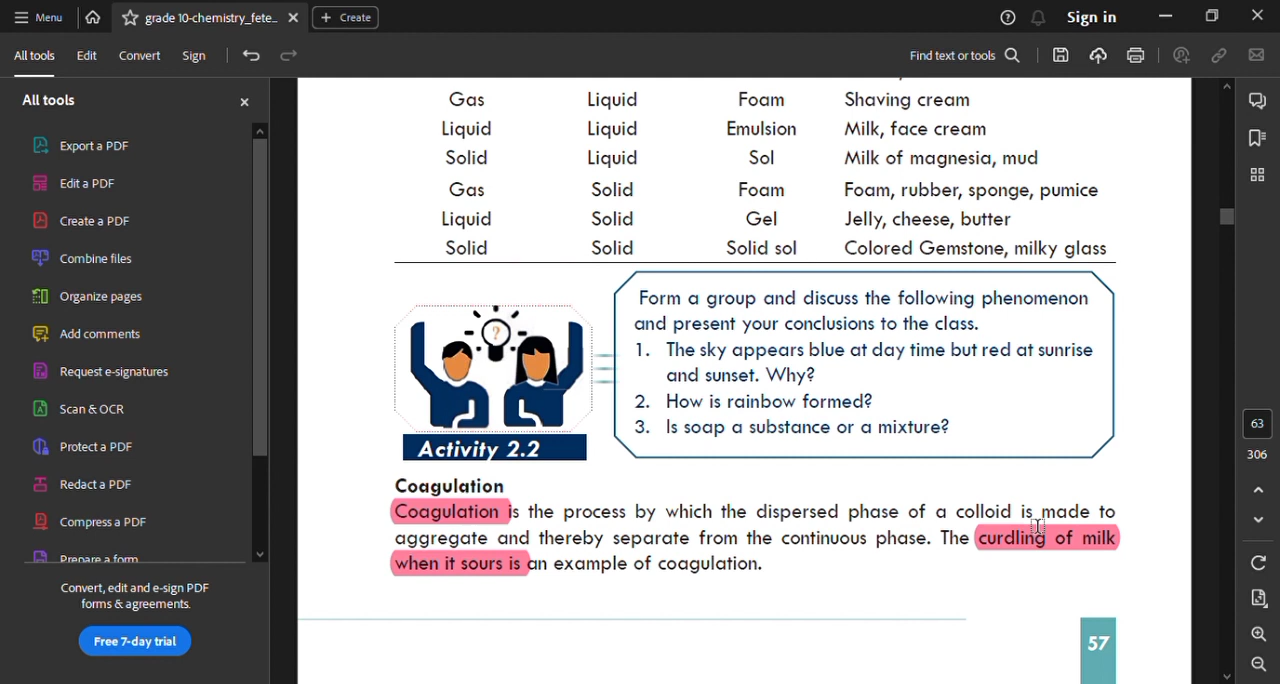 Menu
grade 10-chemistry_fete...
+ Create
Sign in
All tools Edit Convert Sign
Find text or tools
All tools
Export a PDF
Edit a PDF
Create a PDF
Combine files
Organize pages
Add comments
Request e-signatures
Scan & OCR
Protect a PDF
Redact a PDF
Compress a PDF
Prepare a form
Convert, edit and e-sign PDF
forms & agreements.
Free 7-day trial
Gas Liquid Foam Shaving cream
Liquid Liquid Emulsion Milk, face cream
Solid Liquid Sol Milk of magnesia, mud
Gas Solid Foam Foam, rubber, sponge, pumice
Liquid Solid Gel Jelly, cheese, butter
Solid Solid Solid sol Colored Gemstone, milky glass
?
Activity 2.2
Form a group and discuss the following phenomenon
and present your conclusions to the class.
1. The sky appears blue at day time but red at sunrise
and sunset. Why?
2. How is rainbow formed?
3. Is soap a substance or a mixture?
Coagulation
Coagulation is the process by which the dispersed phase of a colloid is made to
aggregate and thereby separate from the continuous phase. The curdling of milk
when it sours is an example of coagulation.
57
63
306